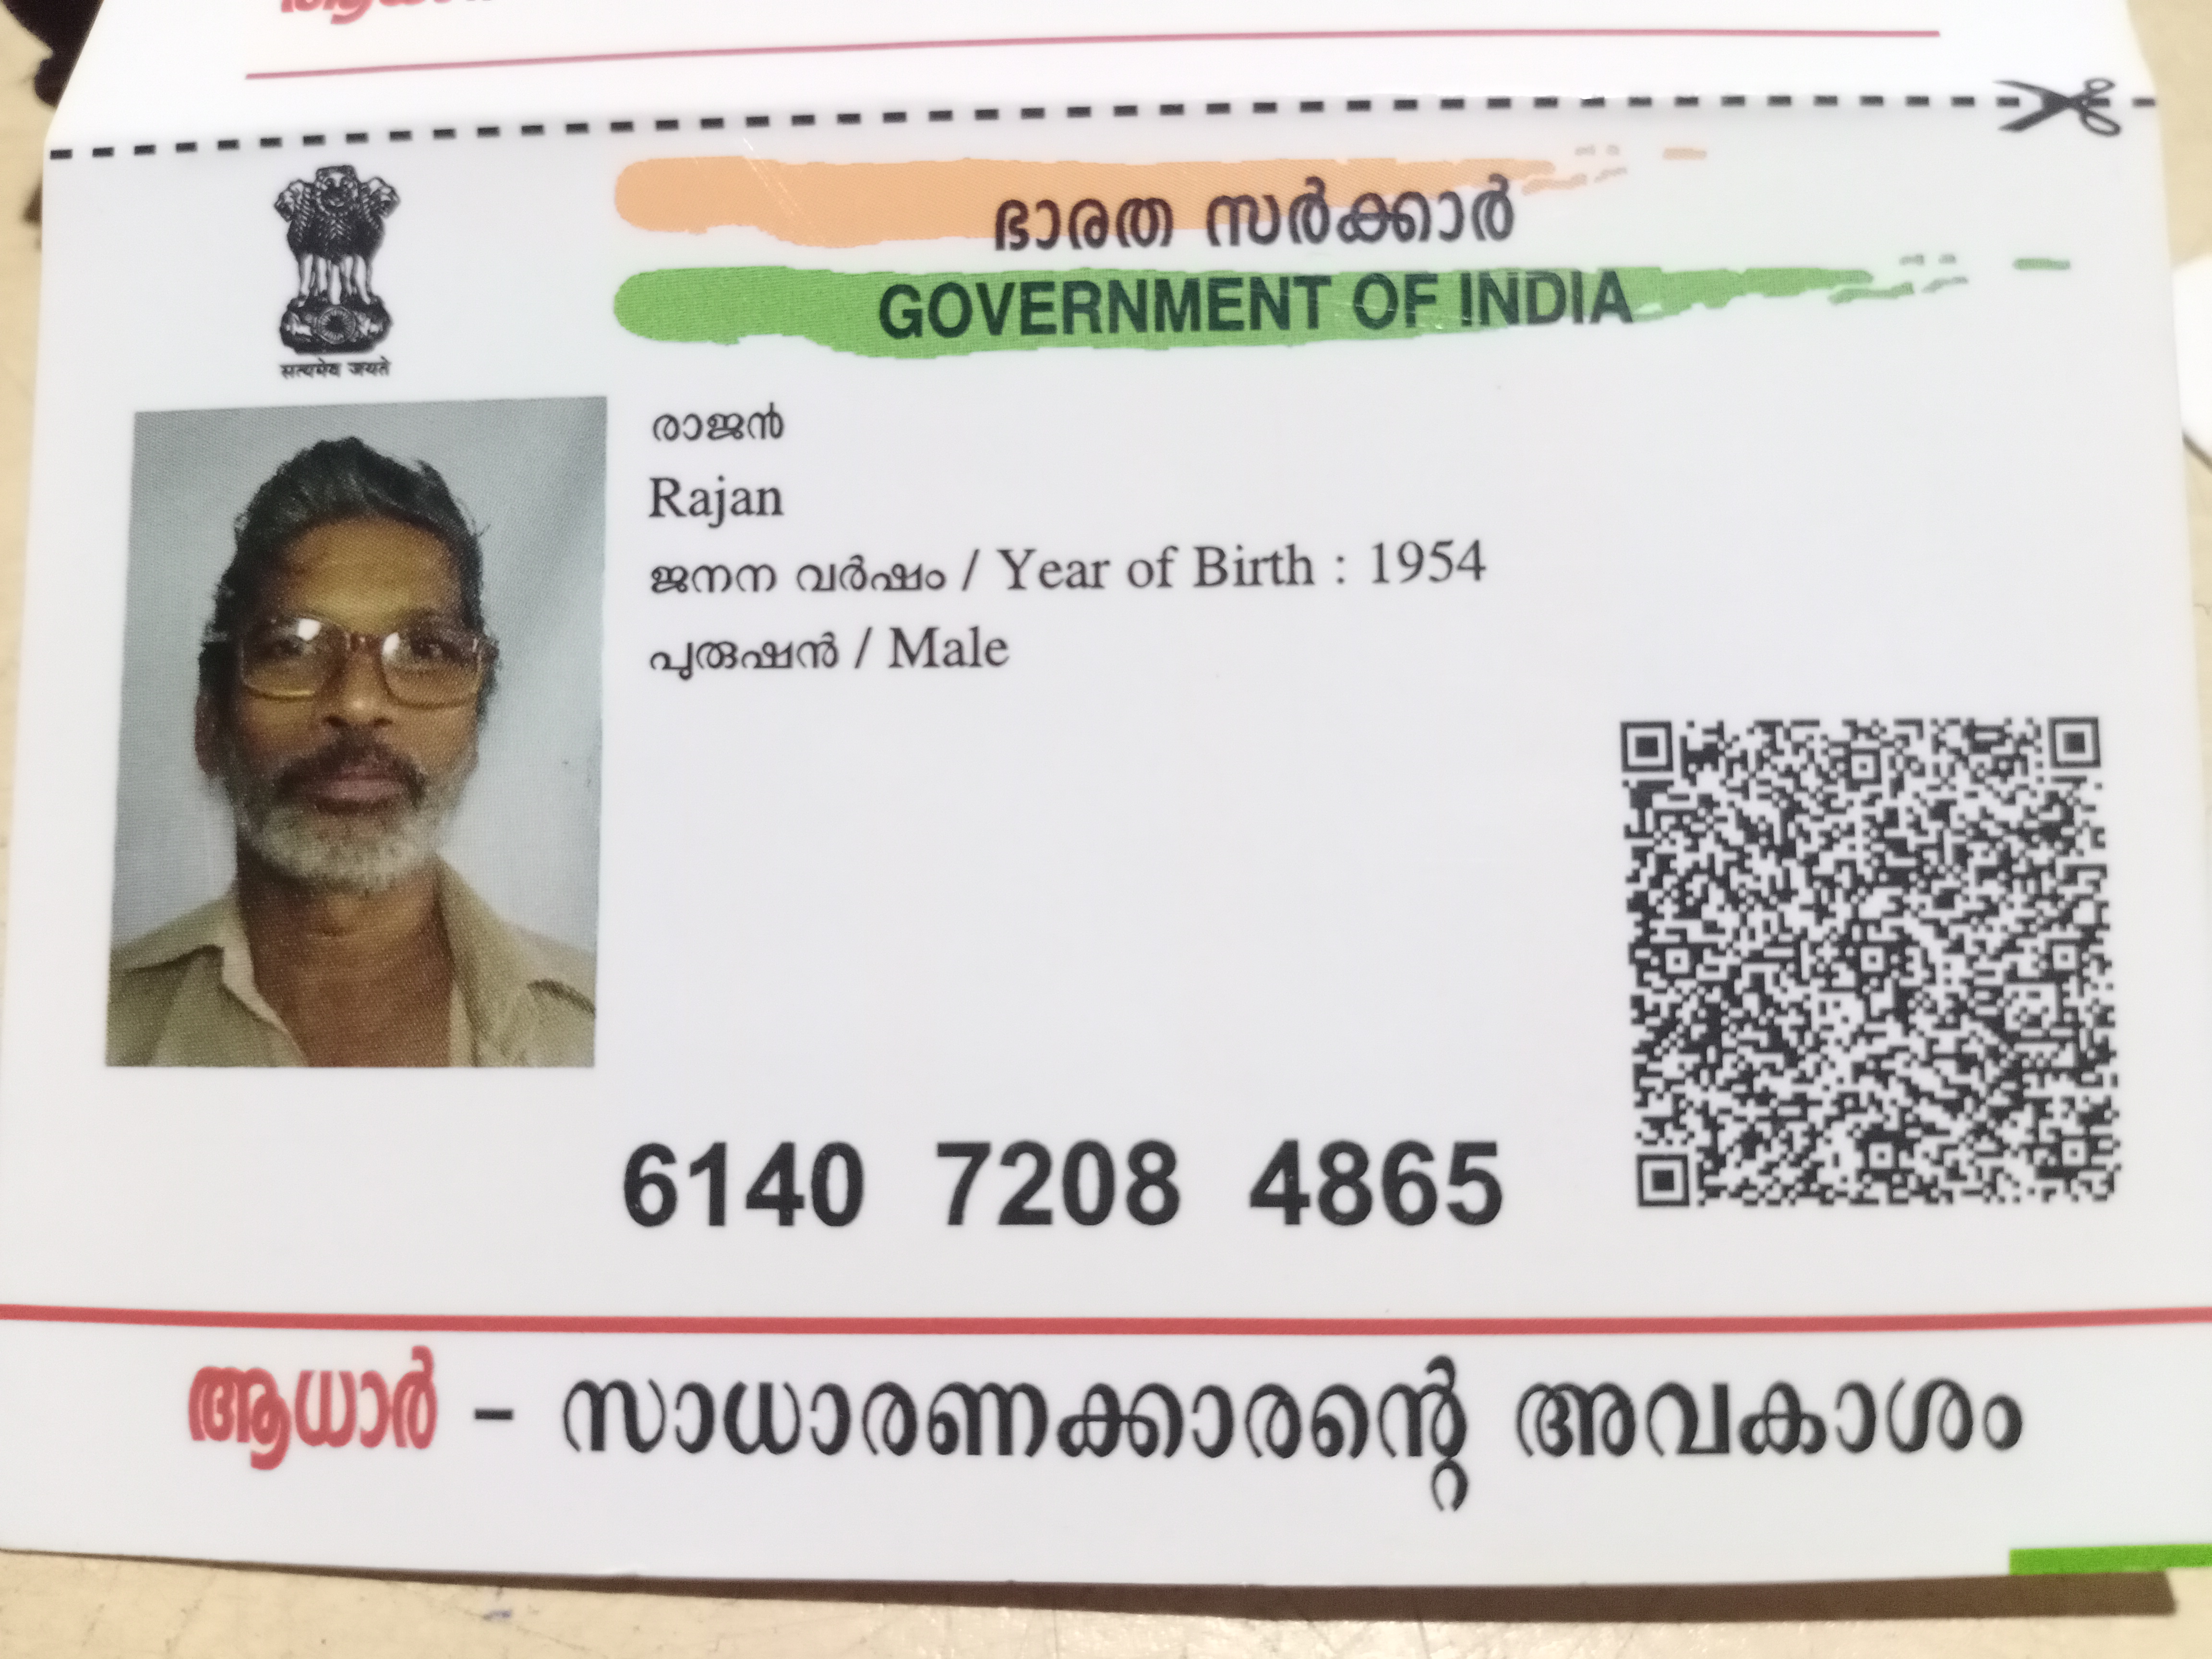 ഭാരത സർക്കാർ
GOVERNMENT OF INDIA
सत्यमेव जयते
രാജൻ
Rajan
ജനന വർഷം / Year of Birth : 1954
പുരുഷൻ / Male
6140 7208 4865
ആധാർ - സാധാരണക്കാരന്റെ അവകാശം